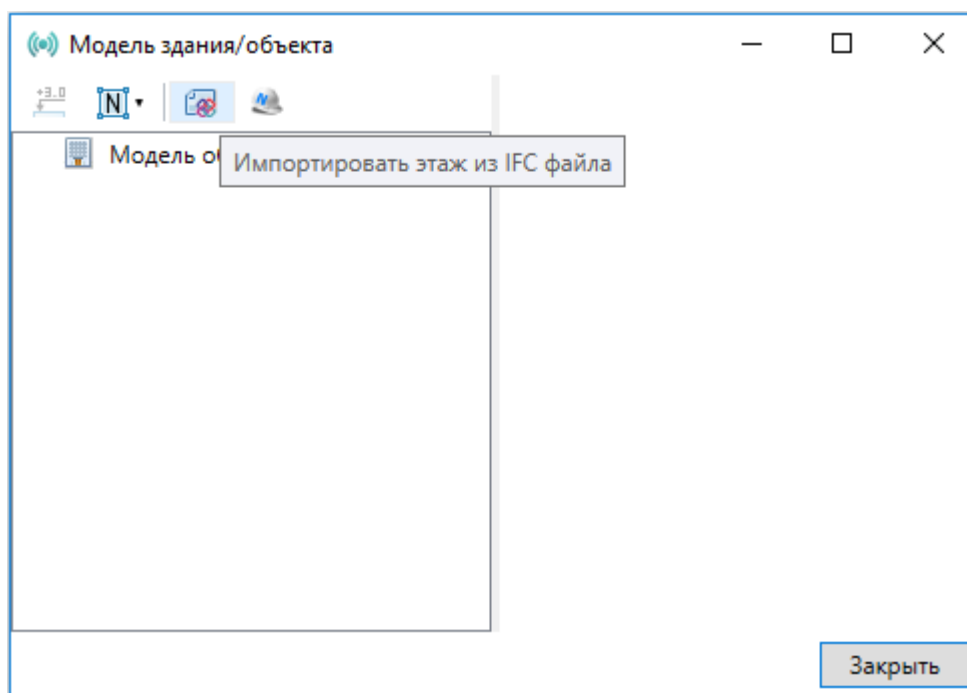 Модель здания/объекта
+3.0
N
Модель о
Импортировать этаж из IFC файла
Закрыть